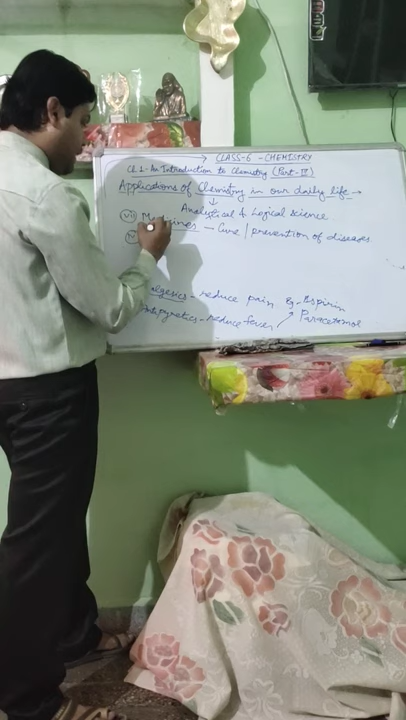 → CLASS-6 - CHEMISTRY
Ch 1- An Introduction to Chemistry (Part-IV)
Applications of Chemistry in our daily life →
↓
Analytical & Logical science
Medicines - Cure / prevention of diseases
reduce pain Eg- Aspirin
reduce fever Paracetamol